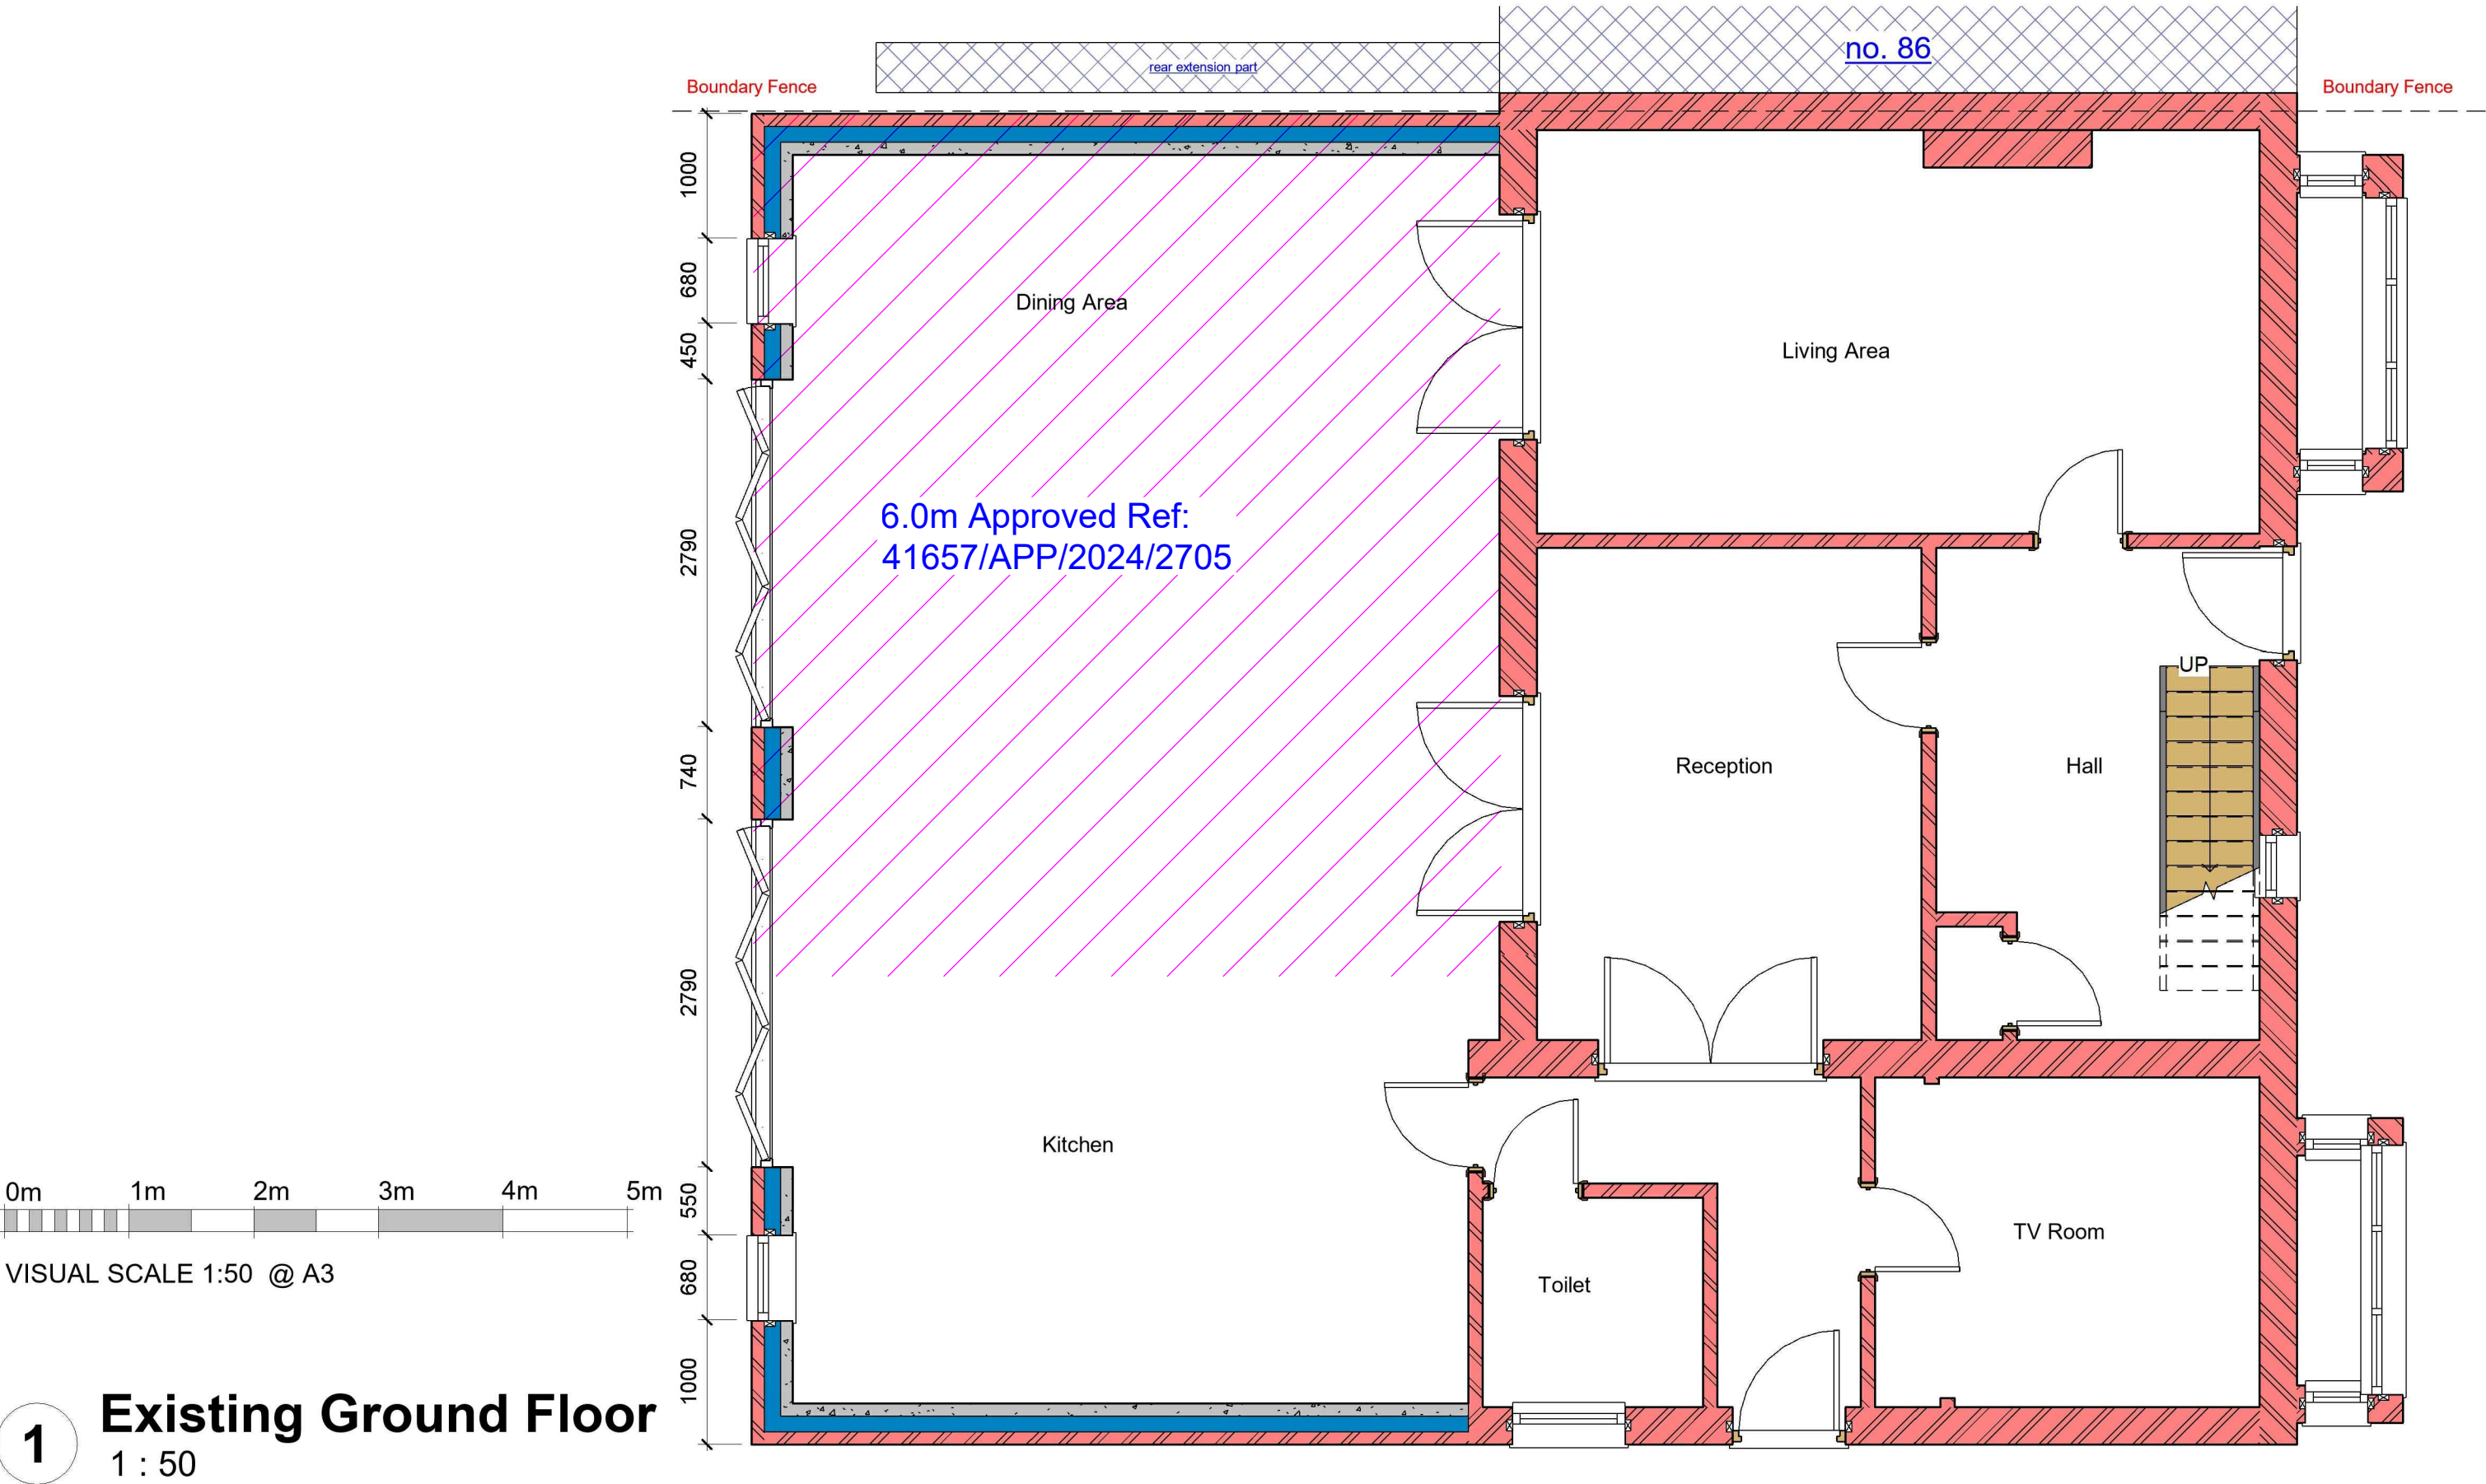 no. 86
rear extension part
Boundary Fence
Boundary Fence
1000
680
450
2790
740
2790
550
680
1000
Dining Area
Living Area
6.0m Approved Ref:
41657/APP/2024/2705
UP
Reception
Hall
Kitchen
TV Room
Toilet
0m 1m 2m 3m 4m 5m
VISUAL SCALE 1:50 @ A3
1 Existing Ground Floor
1 : 50